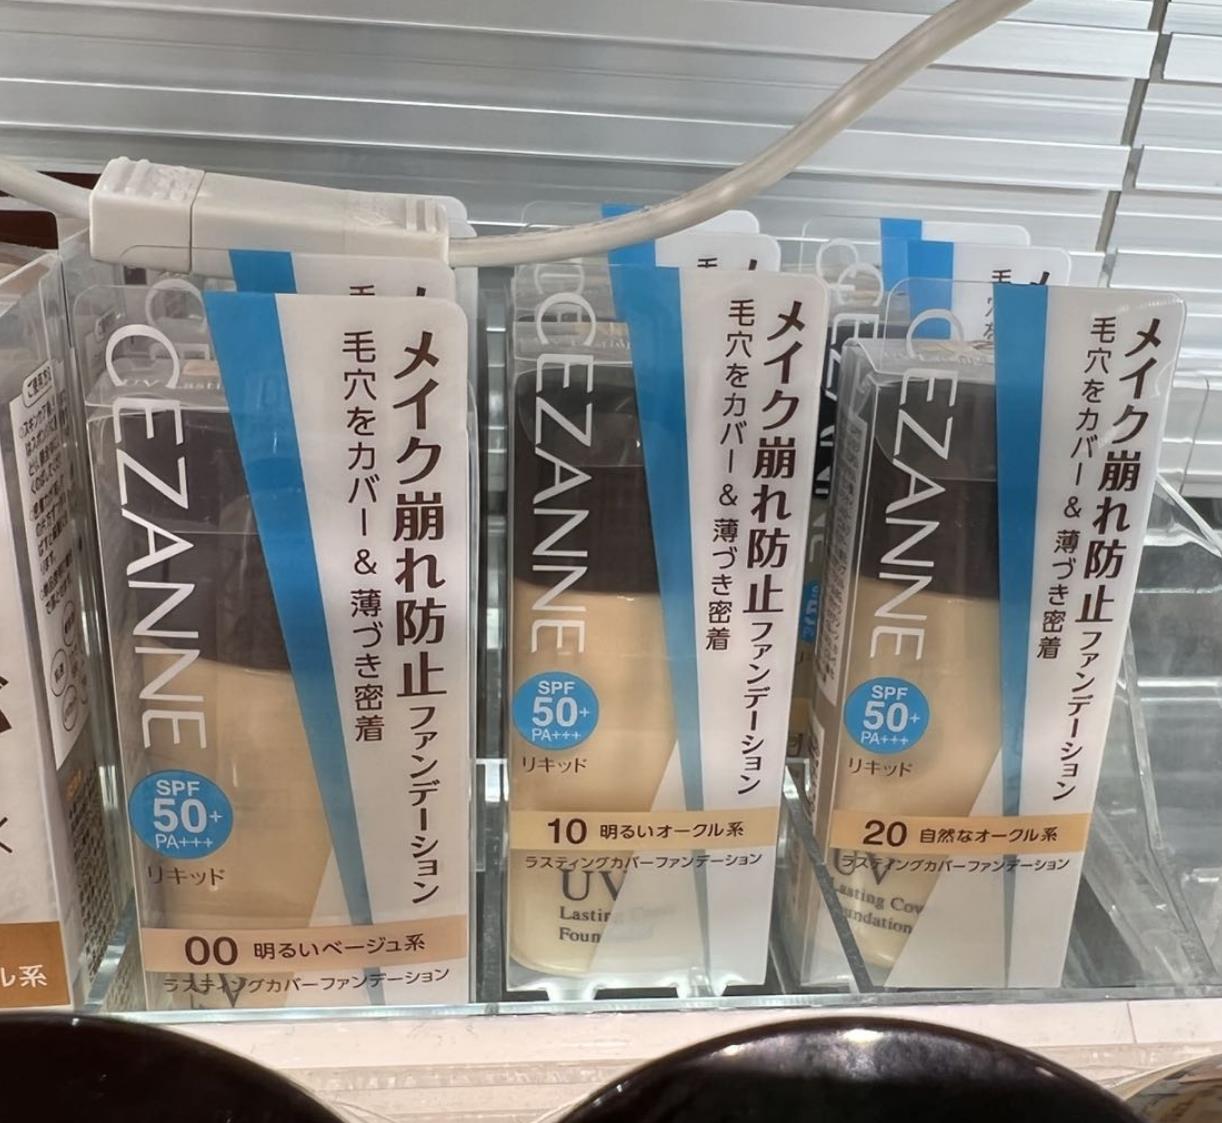 CEZANNE
メイク崩れ防止ファンデーション
毛穴をカバー & 薄づき密着
SPF
50+
PA+++
リキッド
00 明るいベージュ系
ラスティングカバーファンデーション
CEZANNE
メイク崩れ防止ファンデーション
毛穴をカバー & 薄づき密着
SPF
50+
PA+++
リキッド
10 明るいオークル系
ラスティングカバーファンデーション
UV
Lasting Cover
Foun
CEZANNE
メイク崩れ防止ファンデーション
毛穴をカバー & 薄づき密着
SPF
50+
PA+++
リキッド
20 自然なオークル系
ラスティングカバーファンデーション
UV
Lasting Cov
undation
ル系